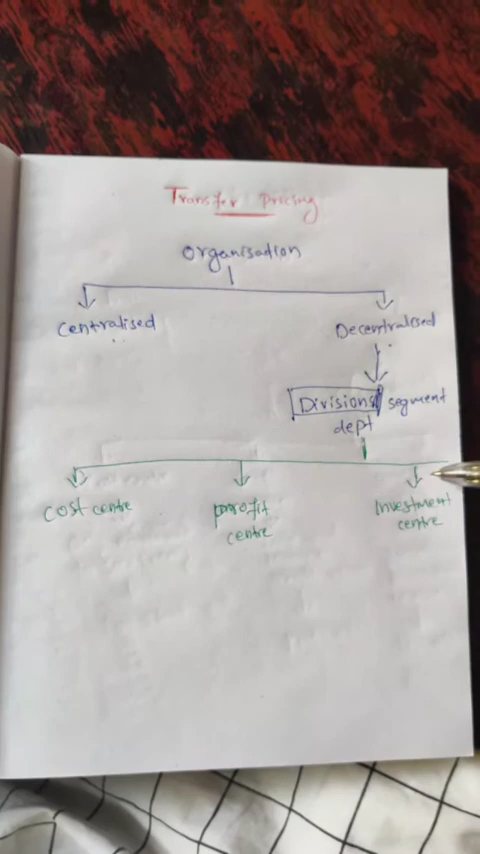 Transfer Pricing
Organisation
Centralised
Decentralised
Divisions/ segment
dept
cost centre
profit
centre
Investment
centre